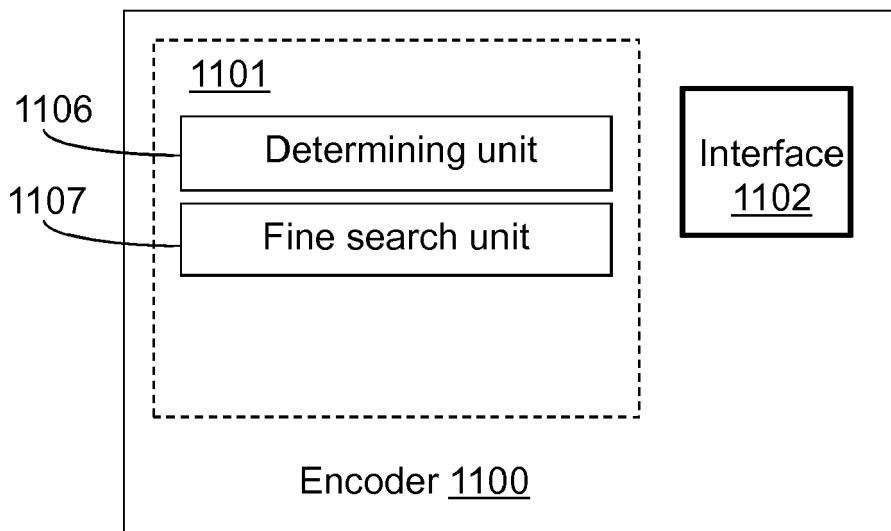 1101
1106
Determining unit
1107
Fine search unit
Interface
1102
Encoder 1100